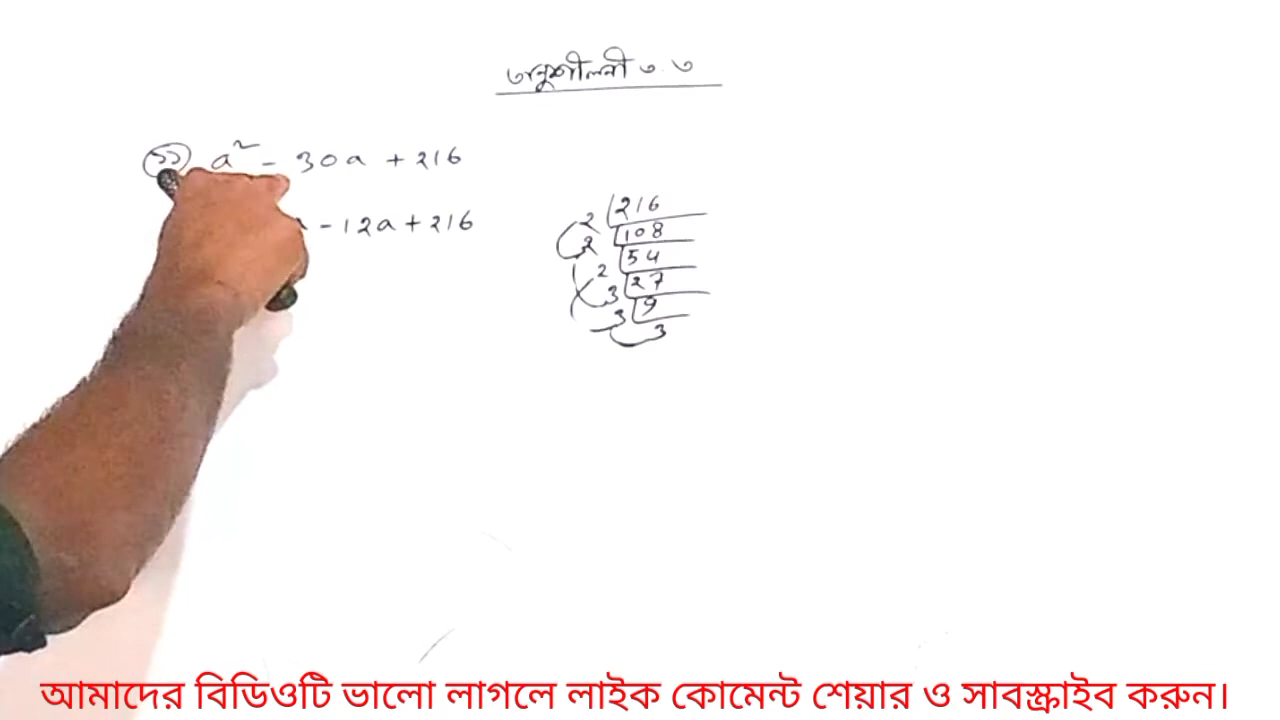 অনুশীলনী ৩.৩
১১ a² - 30a + 216
- 12a + 216
2 216
2 108
2 54
3 27
3 9
3
আমাদের বিডিওটি ভালো লাগলে লাইক কোমেন্ট শেয়ার ও সাবস্ক্রাইব করুন।